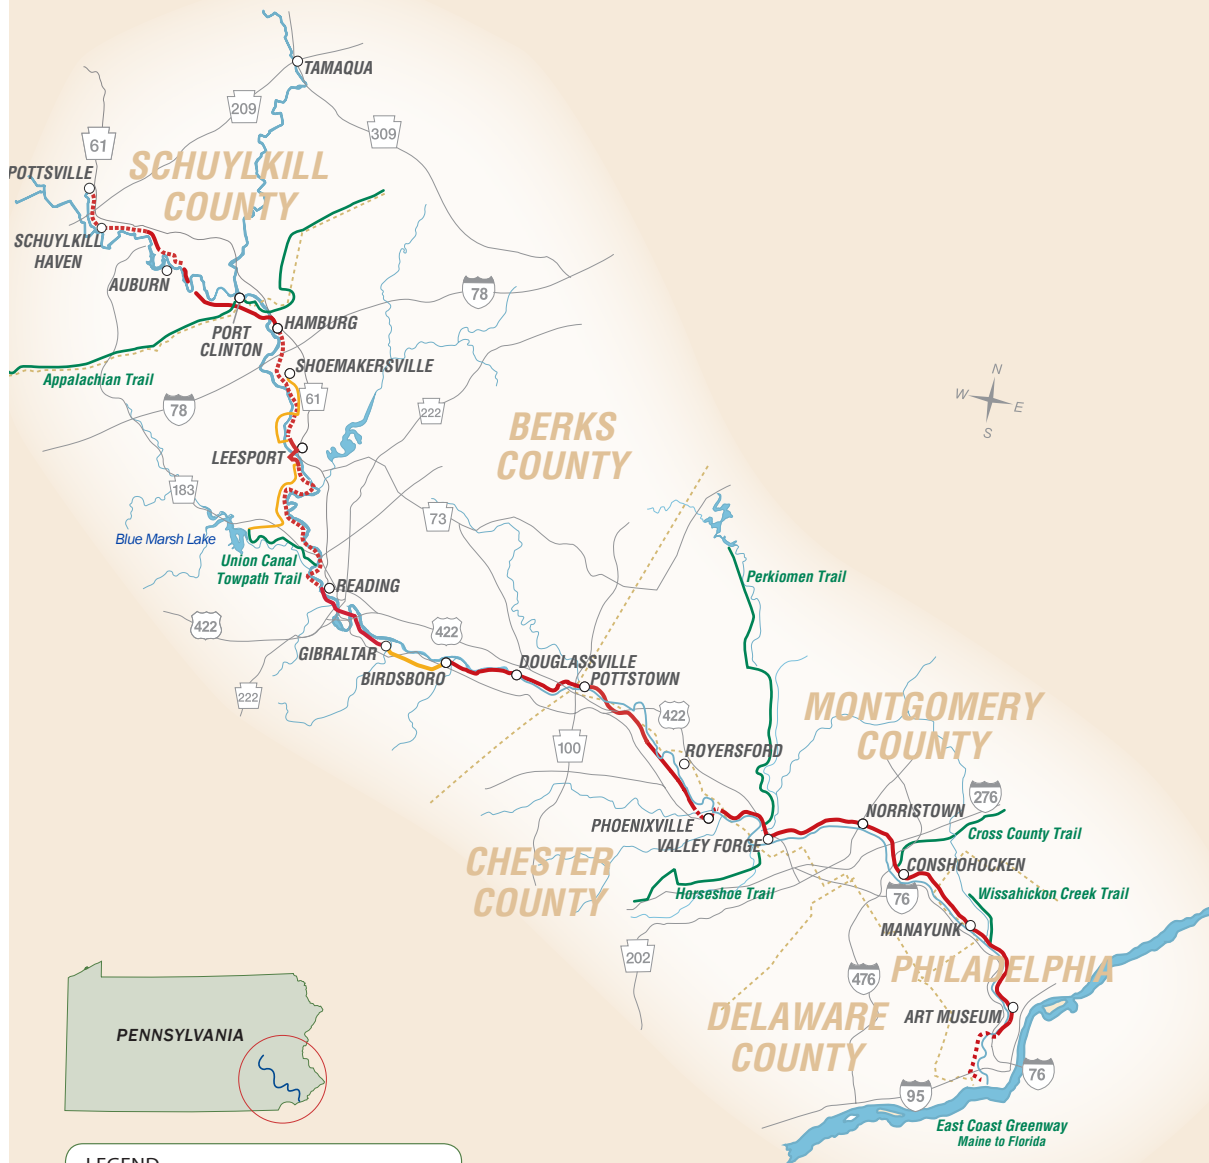 TAMAQUA
209
309
61
SCHUYLKILL
COUNTY
POTTSVILLE
SCHUYLKILL
HAVEN
AUBURN
78
PORT
CLINTON
HAMBURG
SHOEMAKERSVILLE
Appalachian Trail
61
222
78
BERKS
COUNTY
N
W
E
S
LEESPORT
183
73
Blue Marsh Lake
Union Canal
Towpath Trail
READING
Perkiomen Trail
422
422
GIBRALTAR
BIRDSBORO
DOUGLASSVILLE
POTTSTOWN
222
422
100
ROYERSFORD
MONTGOMERY
COUNTY
276
NORRISTOWN
PHOENIXVILLE
VALLEY FORGE
Cross County Trail
CHESTER
COUNTY
CONSHOHOCKEN
Horseshoe Trail
76
Wissahickon Creek Trail
MANAYUNK
202
476
PHILADELPHIA
ART MUSEUM
DELAWARE
COUNTY
PENNSYLVANIA
76
95
East Coast Greenway
Maine to Florida
LEGEND